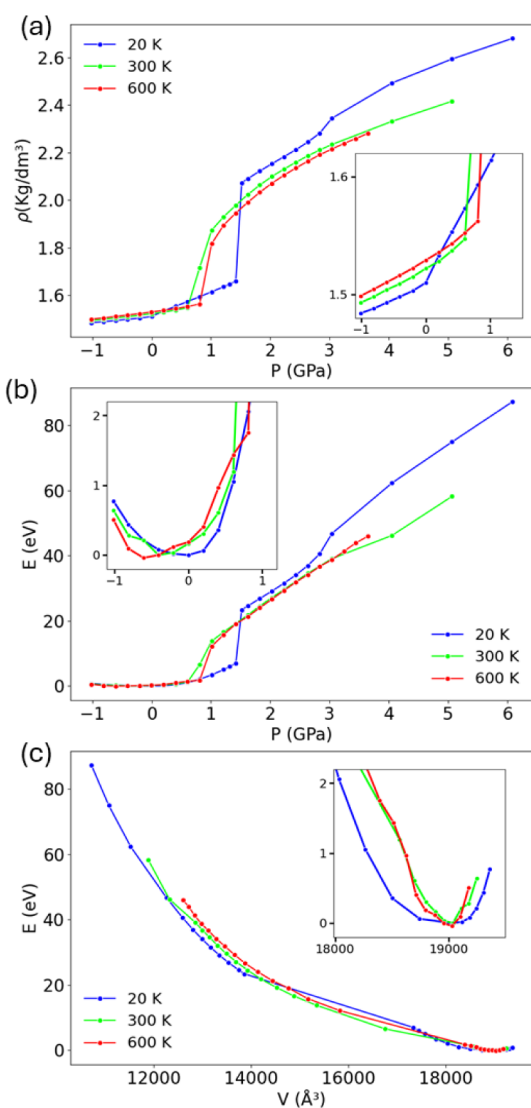 (a)
20 K
300 K
600 K
2.6
2.4
2.2
2.0
1.8
1.6
ρ(Kg/dm³)
1.6
1.5
−1 0 1
−1 0 1 2 3 4 5 6
P (GPa)
(b)
80
60
40
20
0
E (eV)
2
1
0
−1 0 1
20 K
300 K
600 K
−1 0 1 2 3 4 5 6
P (GPa)
(c)
80
60
40
20
0
E (eV)
2
1
0
18000 19000
20 K
300 K
600 K
12000 14000 16000 18000
V (Å³)